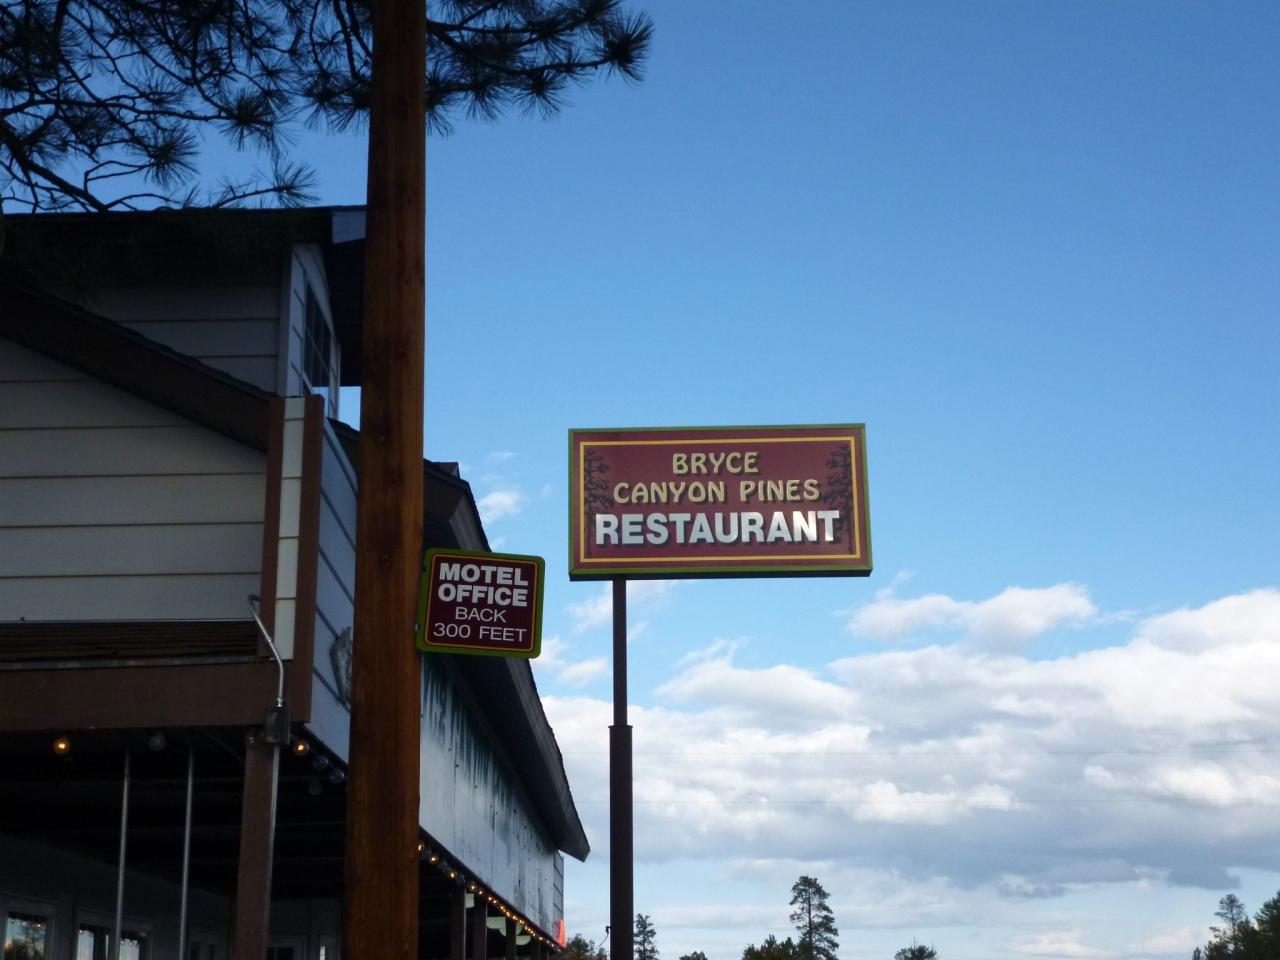 BRYCE
CANYON PINES
RESTAURANT
MOTEL
OFFICE
BACK
300 FEET